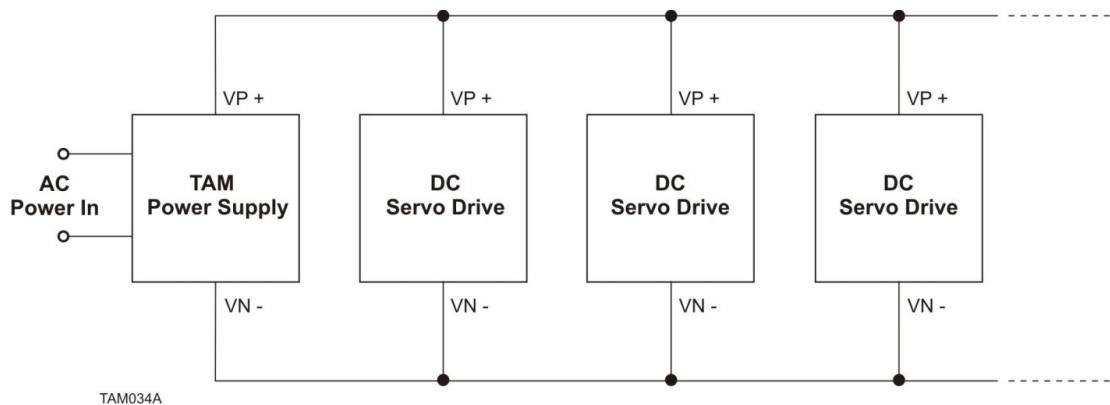 VP +
VP +
VP +
VP +
AC
Power In
TAM
Power Supply
DC
Servo Drive
DC
Servo Drive
DC
Servo Drive
VN -
VN -
VN -
VN -
TAM034A